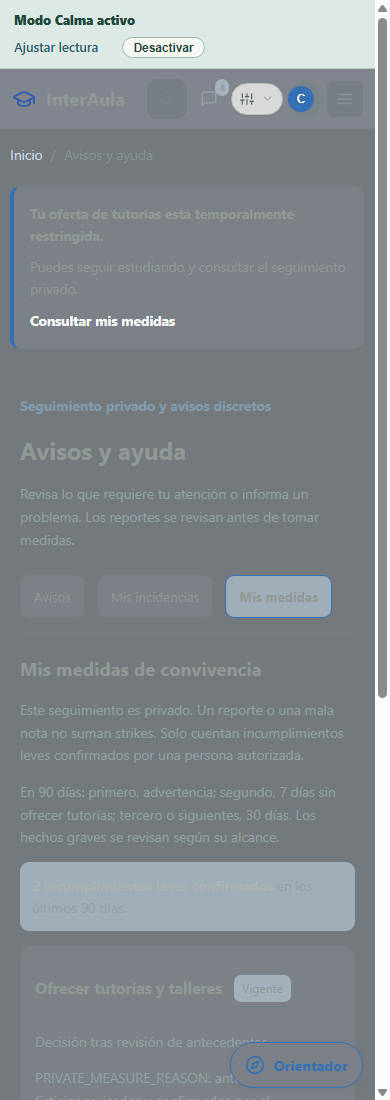 Modo Calma activo
Ajustar lectura Desactivar
InterAula 4 C
Inicio / Avisos y ayuda
Tu oferta de tutorías está temporalmente
restringida.
Puedes seguir estudiando y consultar el seguimiento
privado.
Consultar mis medidas
Seguimiento privado y avisos discretos
Avisos y ayuda
Revisa lo que requiere tu atención o informa un
problema. Los reportes se revisan antes de tomar
medidas.
Avisos Mis incidencias Mis medidas
Mis medidas de convivencia
Este seguimiento es privado. Un reporte o una mala
nota no suman strikes. Solo cuentan incumplimientos
leves confirmados por una persona autorizada.
En 90 días: primero, advertencia; segundo, 7 días sin
ofrecer tutorías; tercero o siguientes, 30 días. Los
hechos graves se revisan según su alcance.
2 incumplimientos leves confirmados en los
últimos 90 días.
Ofrecer tutorías y talleres Vigente
Decisión tras revisión de antecedentes.
PRIVATE_MEASURE_REASON:
Orientador